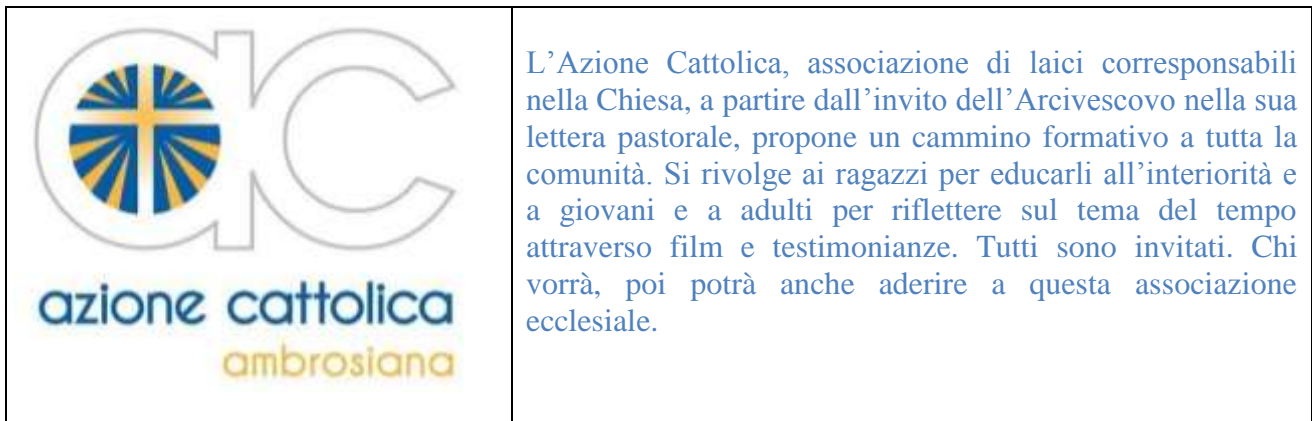 ac
azione cattolica
ambrosiana
L’Azione Cattolica, associazione di laici corresponsabili
nella Chiesa, a partire dall’invito dell’Arcivescovo nella sua
lettera pastorale, propone un cammino formativo a tutta la
comunità. Si rivolge ai ragazzi per educarli all’interiorità e
a giovani e a adulti per riflettere sul tema del tempo
attraverso film e testimonianze. Tutti sono invitati. Chi
vorrà, poi potrà anche aderire a questa associazione
ecclesiale.